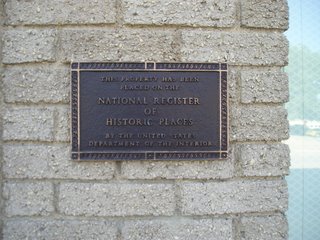 THIS PROPERTY HAS BEEN
PLACED ON THE
NATIONAL REGISTER
OF
HISTORIC PLACES
BY THE UNITED STATES
DEPARTMENT OF THE INTERIOR